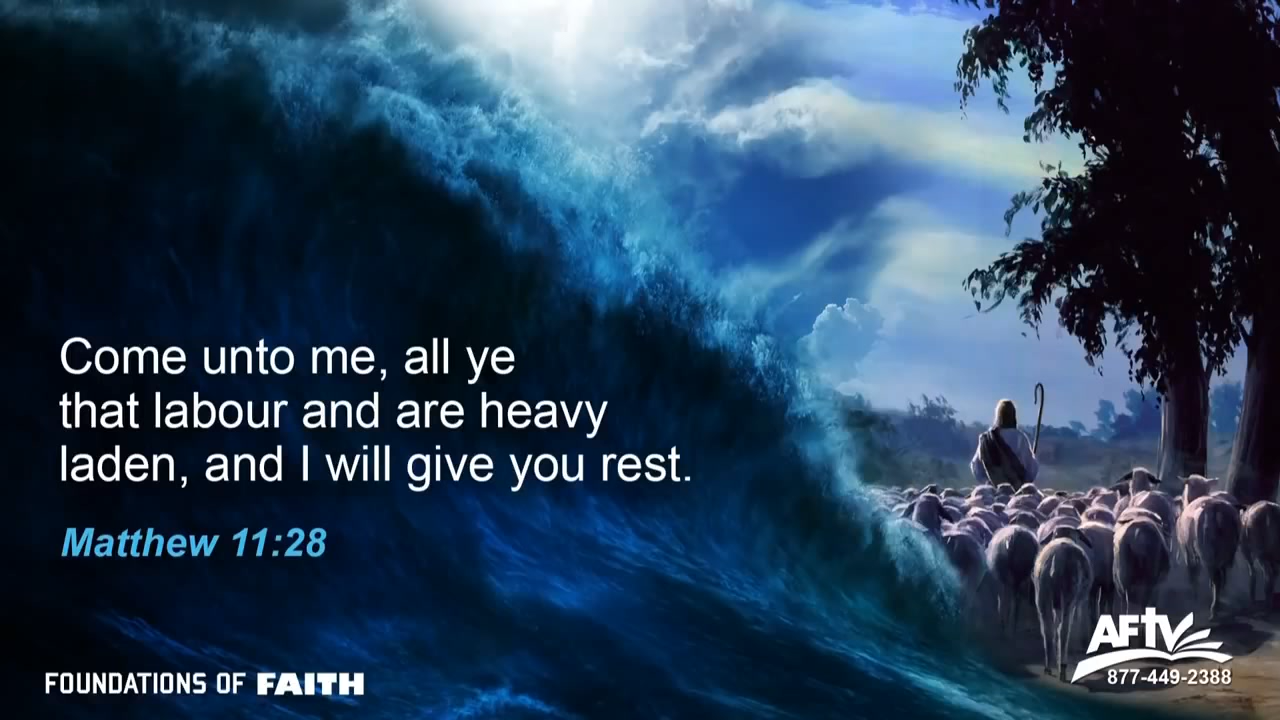 Come unto me, all ye
that labour and are heavy
laden, and I will give you rest.
Matthew 11:28
FOUNDATIONS OF FAITH
AFTV
877-449-2388